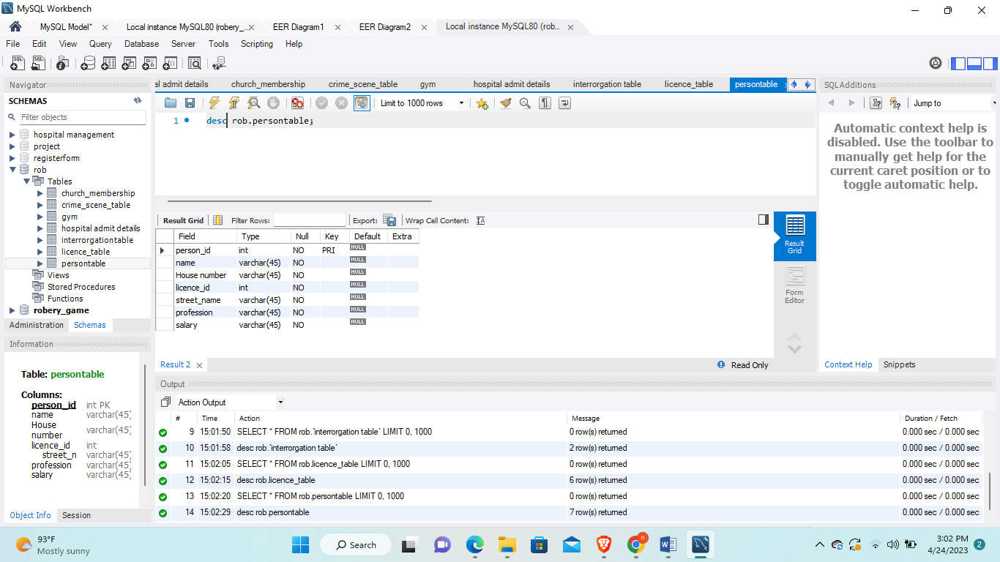 MySQL Workbench
MySQL Model* Local instance MySQL80 (robery_... EER Diagram1 EER Diagram2 Local instance MySQL80 (rob...
File Edit View Query Database Server Tools Scripting Help
Navigator
SCHEMAS
Filter objects
hospital management
project
registerform
rob
Tables
church_membership
crime_scene_table
gym
hospital admit details
interrorgationtable
licence_table
persontable
Views
Stored Procedures
Functions
robery_game
Administration Schemas
Information
Table: persontable
Columns:
person_id int PK
name varchar(45)
House number varchar(45)
licence_id int
street_n varchar(45)
profession varchar(45)
salary varchar(45)
Object Info Session
al admit details church_membership crime_scene_table gym hospital admit details interrorgation table licence_table persontable
Limit to 1000 rows
1 desc rob.persontable;
Result Grid Filter Rows: Export: Wrap Cell Content:
Field Type Null Key Default Extra
person_id int NO PRI NULL
name varchar(45) NO NULL
House number varchar(45) NO NULL
licence_id int NO NULL
street_name varchar(45) NO NULL
profession varchar(45) NO NULL
salary varchar(45) NO NULL
Result Grid
Form Editor
Result 2 Read Only
SQLAdditions
Jump to
Automatic context help is
disabled. Use the toolbar to
manually get help for the
current caret position or to
toggle automatic help.
Context Help Snippets
Output
Action Output
# Time Action Message Duration / Fetch
9 15:01:50 SELECT * FROM rob.`interrorgation table` LIMIT 0, 1000 0 row(s) returned 0.000 sec / 0.000 sec
10 15:01:58 desc rob.`interrorgation table` 2 row(s) returned 0.000 sec / 0.000 sec
11 15:02:05 SELECT * FROM rob.licence_table LIMIT 0, 1000 0 row(s) returned 0.000 sec / 0.000 sec
12 15:02:15 desc rob.licence_table 6 row(s) returned 0.000 sec / 0.000 sec
13 15:02:20 SELECT * FROM rob.persontable LIMIT 0, 1000 0 row(s) returned 0.000 sec / 0.000 sec
14 15:02:29 desc rob.persontable 7 row(s) returned 0.000 sec / 0.000 sec
93°F
Mostly sunny
Search
n
3:02 PM
4/24/2023
2